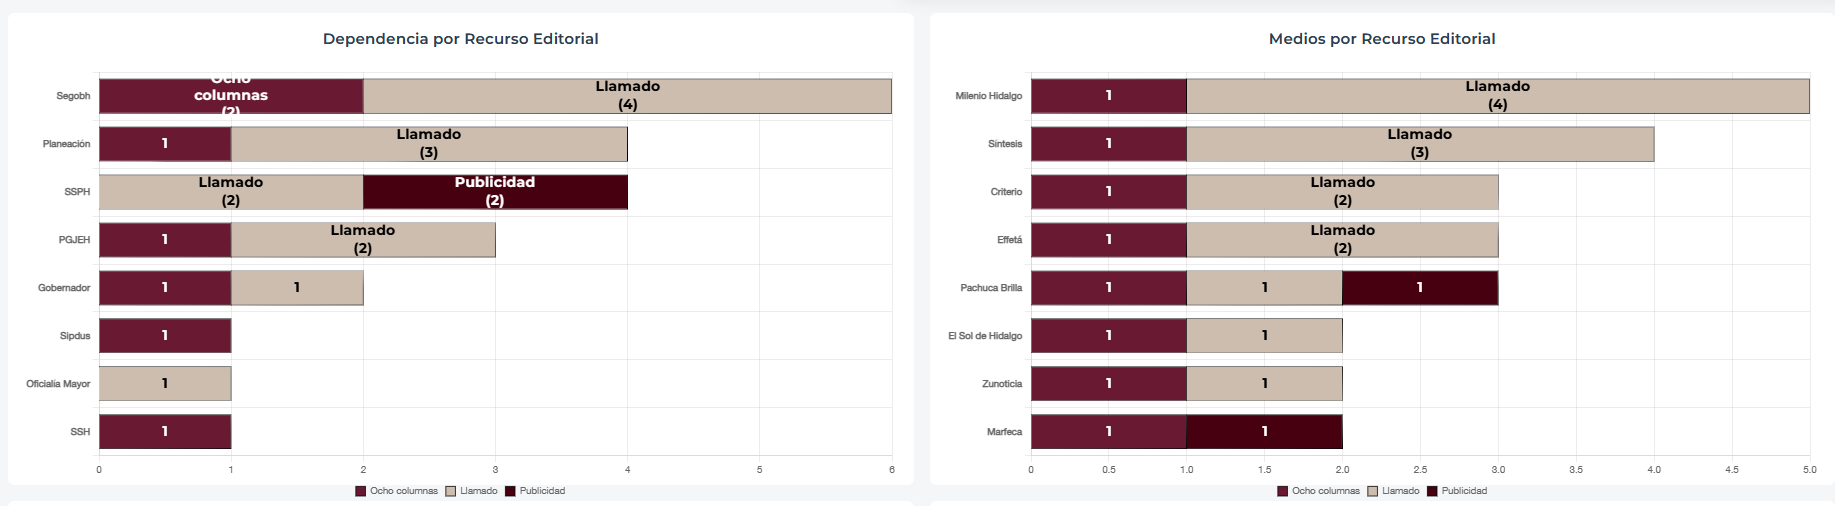 Dependencia por Recurso Editorial
Segobh
Ocho
columnas
(2)
Llamado
(4)
Planeación
1
Llamado
(3)
SSPH
Llamado
(2)
Publicidad
(2)
PGJEH
1
Llamado
(2)
Gobernador
1
1
Sipdus
1
Oficialia Mayor
1
SSH
1
0 1 2 3 4 5 6
Ocho columnas Llamado Publicidad
Medios por Recurso Editorial
Milenio Hidalgo
1
Llamado
(4)
Síntesis
1
Llamado
(3)
Criterio
1
Llamado
(2)
Effetá
1
Llamado
(2)
Pachuca Brilla
1
1
1
El Sol de Hidalgo
1
1
Zunoticia
1
1
Marfeca
1
1
0 0.5 1.0 1.5 2.0 2.5 3.0 3.5 4.0 4.5 5.0
Ocho columnas Llamado Publicidad